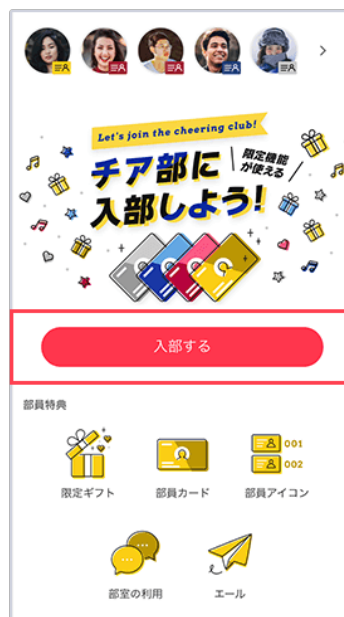 Let's join the cheering club!
チア部に
限定機能
が使える
入部しよう!
入部する
部員特典
001
002
限定ギフト
部員カード
部員アイコン
部室の利用
エール